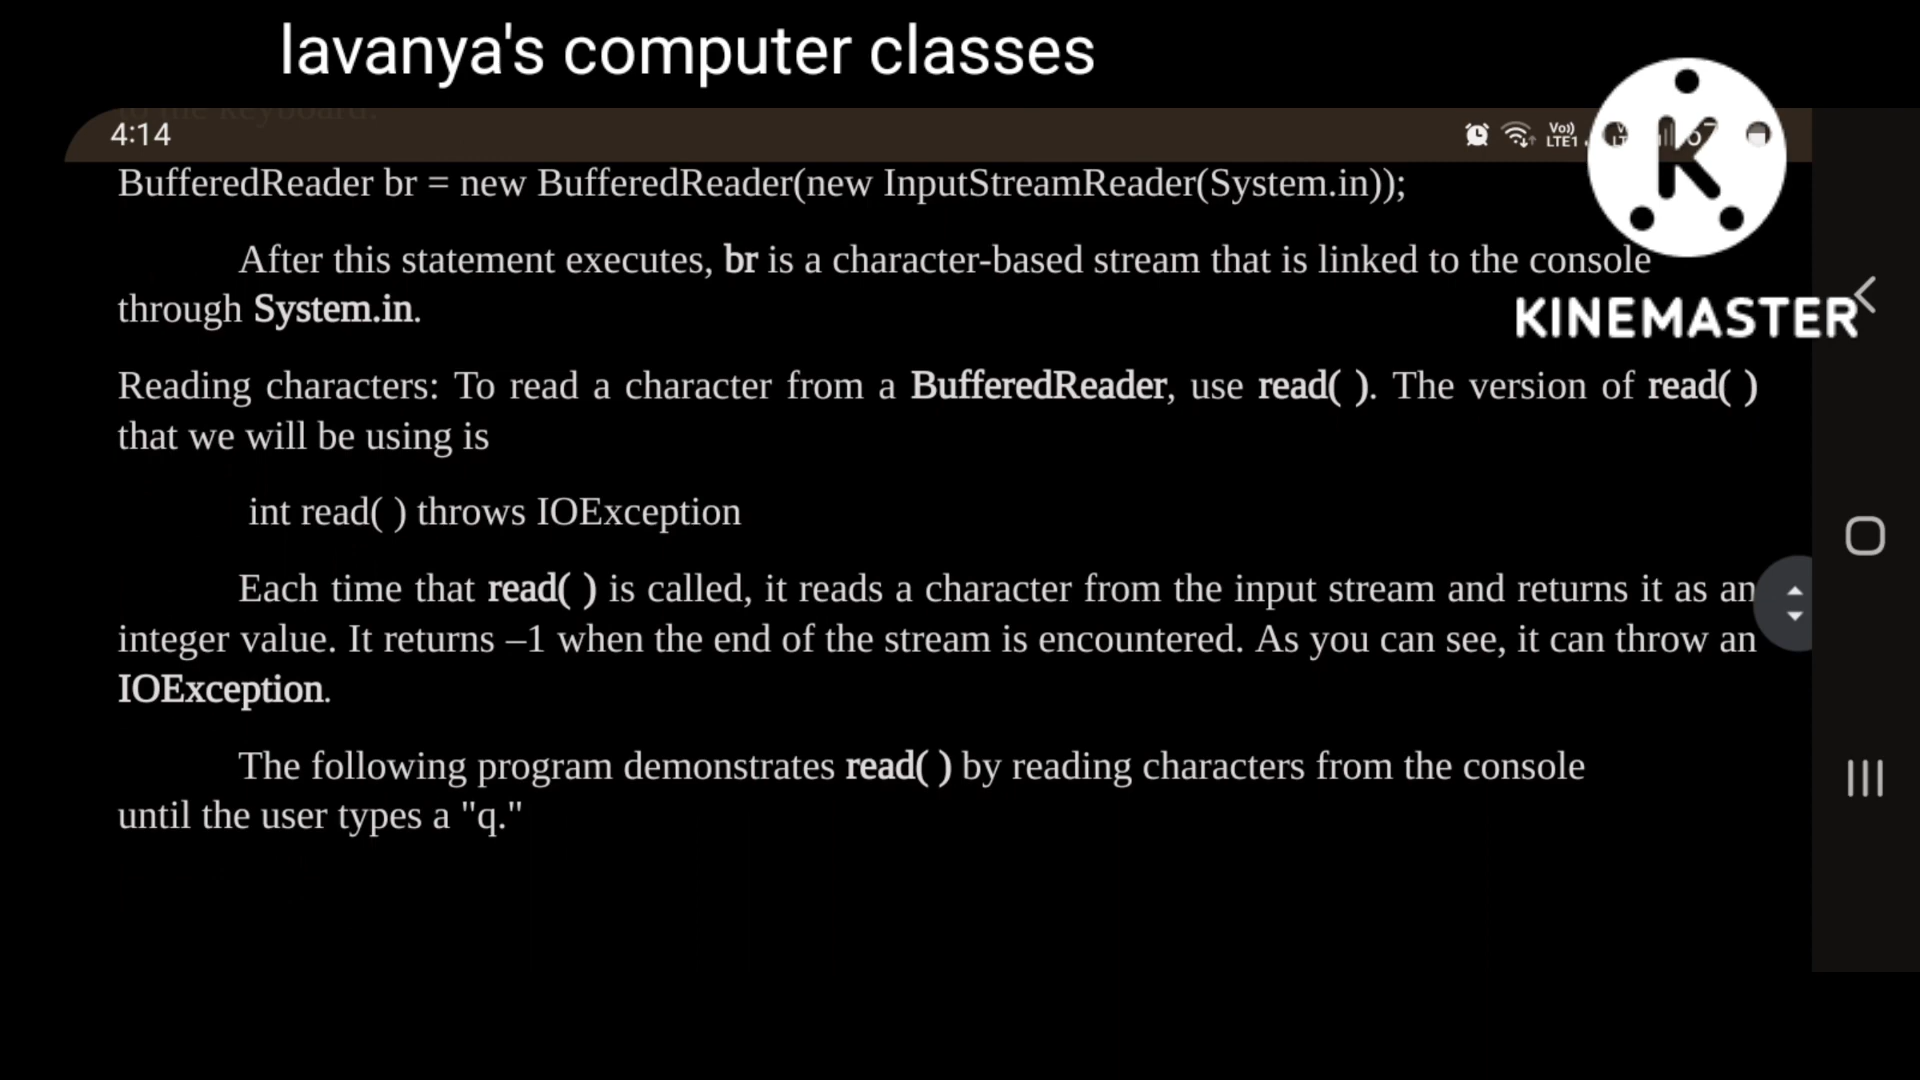 lavanya's computer classes
to the keyboard.
4:14
Vo))
LTE1
BufferedReader br = new BufferedReader(new InputStreamReader(System.in));
After this statement executes, br is a character-based stream that is linked to the console
through System.in.
KINEMASTER
Reading characters: To read a character from a BufferedReader, use read( ). The version of read( )
that we will be using is
int read( ) throws IOException
Each time that read( ) is called, it reads a character from the input stream and returns it as an
integer value. It returns –1 when the end of the stream is encountered. As you can see, it can throw an
IOException.
The following program demonstrates read( ) by reading characters from the console
until the user types a "q."